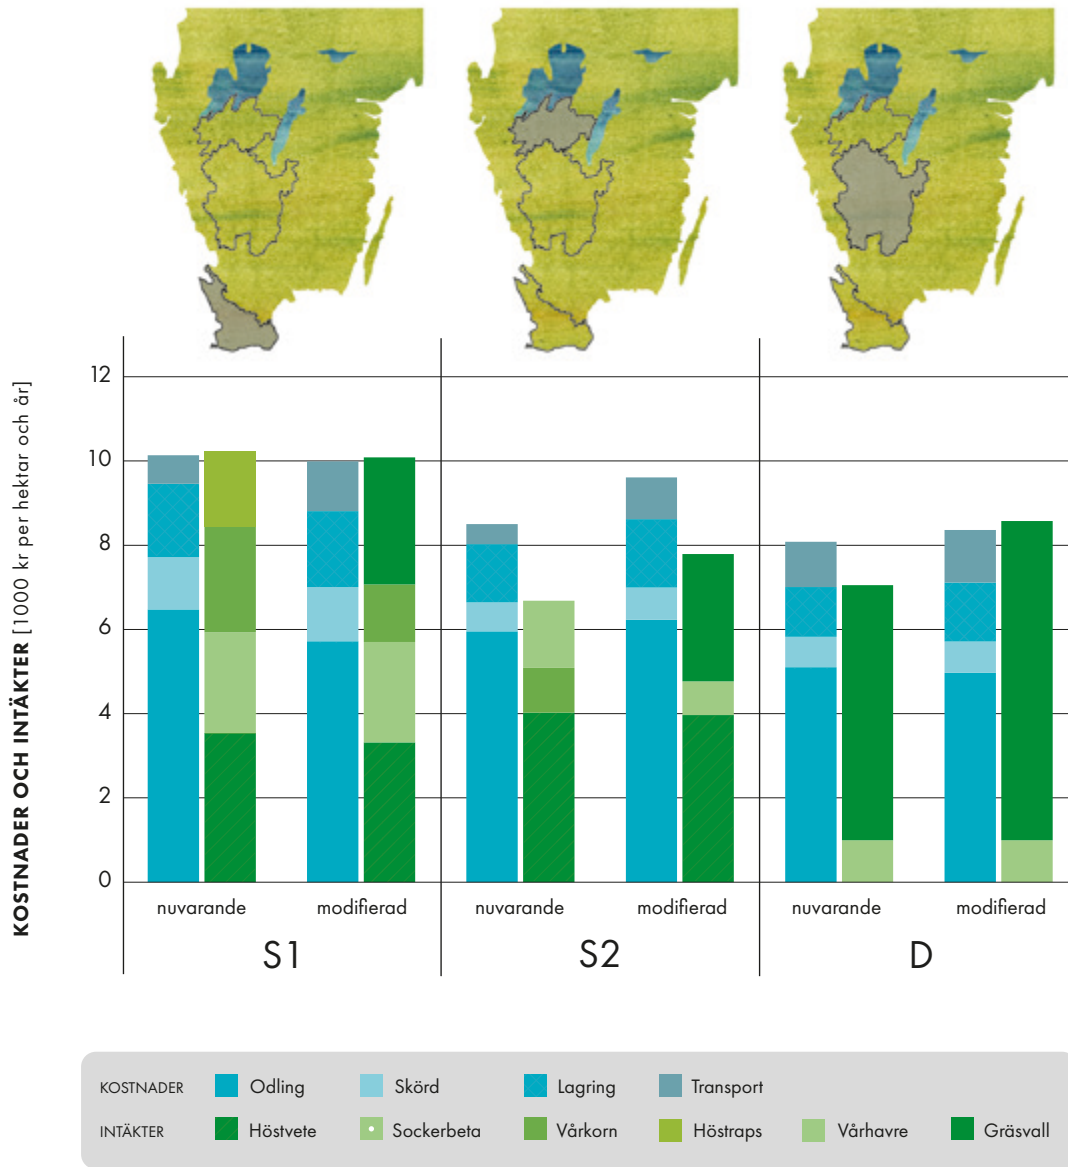 KOSTNADER OCH INTÄKTER [1000 kr per hektar och år]
12
10
8
6
4
2
0
nuvarande modifierad nuvarande modifierad nuvarande modifierad
S1 S2 D
KOSTNADER Odling Skörd Lagring Transport
INTÄKTER Höstvete Sockerbeta Vårkorn Höstraps Vårhavre Gräsvall